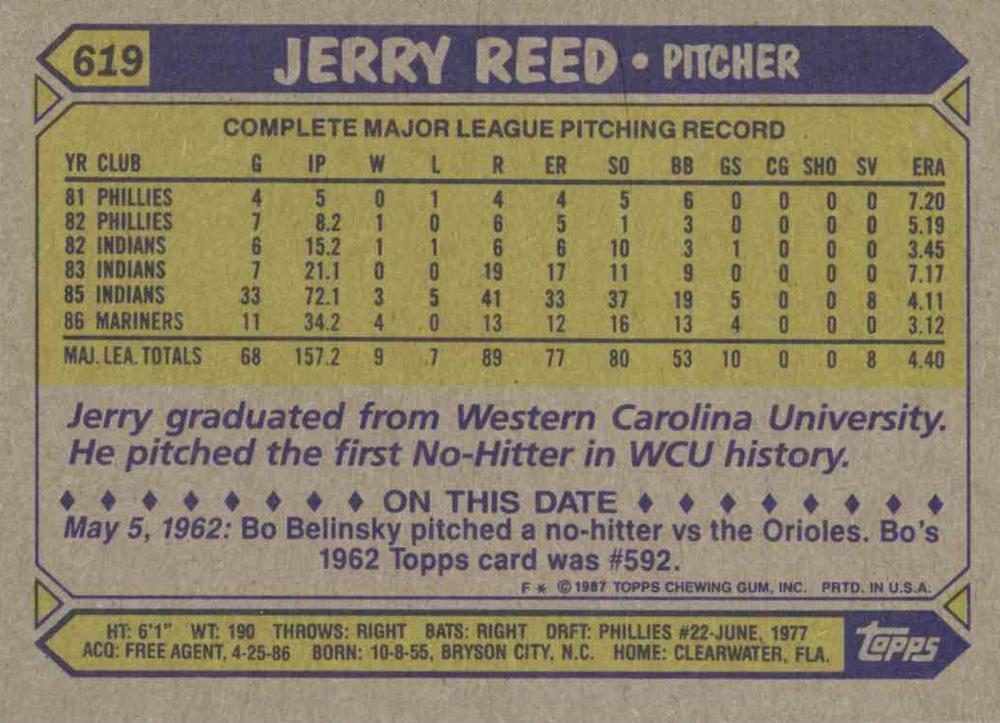 619 JERRY REED • PITCHER
COMPLETE MAJOR LEAGUE PITCHING RECORD
YR CLUB G IP W L R ER SO BB GS CG SHO SV ERA
81 PHILLIES 4 5 0 1 4 4 5 6 0 0 0 0 7.20
82 PHILLIES 7 8.2 1 0 6 5 1 3 0 0 0 0 5.19
82 INDIANS 6 15.2 1 1 6 6 10 3 1 0 0 0 3.45
83 INDIANS 7 21.1 0 0 19 17 11 9 0 0 0 0 7.17
85 INDIANS 33 72.1 3 5 41 33 37 19 5 0 0 8 4.11
86 MARINERS 11 34.2 4 0 13 12 16 13 4 0 0 0 3.12
MAJ. LEA. TOTALS 68 157.2 9 7 89 77 80 53 10 0 0 8 4.40
Jerry graduated from Western Carolina University.
He pitched the first No-Hitter in WCU history.
♦ ♦ ♦ ♦ ♦ ♦ ♦ ♦ ON THIS DATE ♦ ♦ ♦ ♦ ♦ ♦ ♦ ♦
May 5, 1962: Bo Belinsky pitched a no-hitter vs the Orioles. Bo's
1962 Topps card was #592.
F * © 1987 TOPPS CHEWING GUM, INC. PRTD. IN U.S.A.
HT: 6'1" WT: 190 THROWS: RIGHT BATS: RIGHT DRFT: PHILLIES #22-JUNE, 1977
ACQ: FREE AGENT, 4-25-86 BORN: 10-8-55, BRYSON CITY, N.C. HOME: CLEARWATER, FLA.
TOPPS